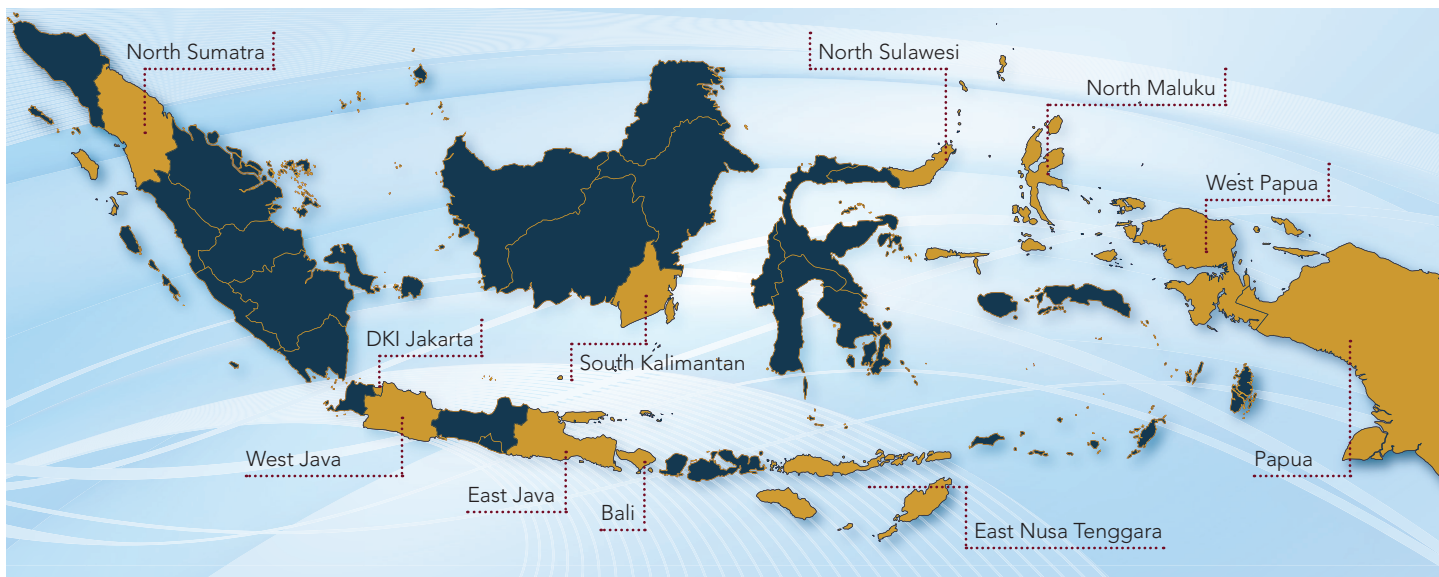 North Sumatra
North Sulawesi
North Maluku
West Papua
DKI Jakarta
South Kalimantan
West Java
East Java
Bali
Papua
East Nusa Tenggara